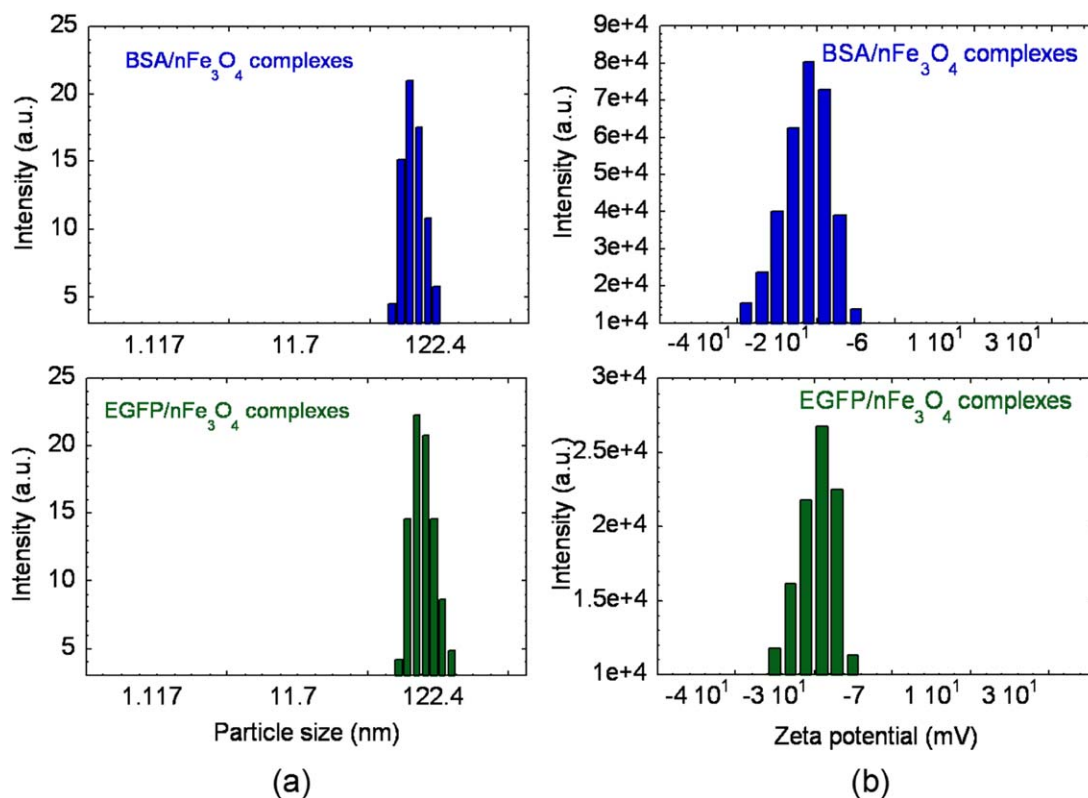 25
20
15
10
5
Intensity (a.u.)
BSA/nFe₃O₄ complexes
1.117 11.7 122.4
9e+4
8e+4
7e+4
6e+4
5e+4
4e+4
3e+4
2e+4
1e+4
Intensity (a.u.)
BSA/nFe₃O₄ complexes
-4 10¹ -2 10¹ -6 1 10¹ 3 10¹
25
20
15
10
5
Intensity (a.u.)
EGFP/nFe₃O₄ complexes
1.117 11.7 122.4
Particle size (nm)
3e+4
2.5e+4
2e+4
1.5e+4
1e+4
Intensity (a.u.)
EGFP/nFe₃O₄ complexes
-4 10¹ -3 10¹ -7 1 10¹ 3 10¹
Zeta potential (mV)
(a) (b)